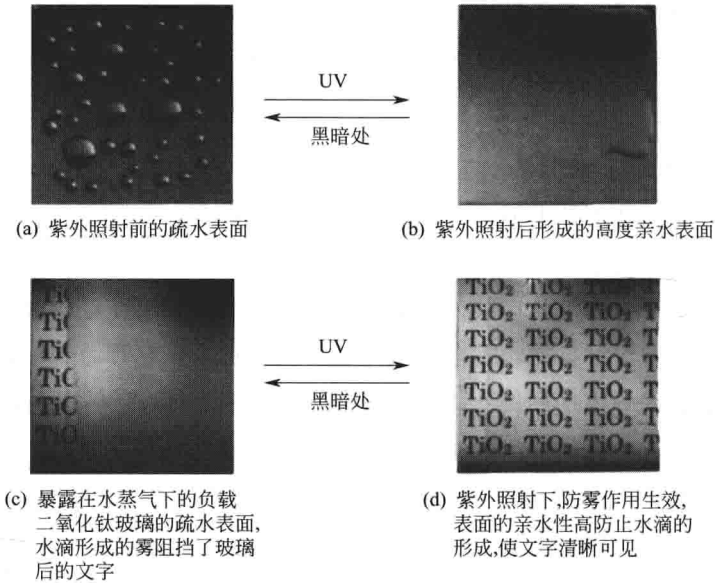 UV
黑暗处
(a) 紫外照射前的疏水表面
(b) 紫外照射后形成的高度亲水表面
TiO
TiO
TiO
TiO
TiO
TiO₂ TiO₂ TiO₂ T
TiO₂ TiO₂ TiO₂ T
TiO₂ TiO₂ TiO₂ T
TiO₂ TiO₂ TiO₂ T
TiO₂ TiO₂ TiO₂ T
TiO₂ TiO₂ TiO₂ T
TiO₂ TiO₂ TiO₂ T
UV
黑暗处
(c) 暴露在水蒸气下的负载
二氧化钛玻璃的疏水表面,
水滴形成的雾阻挡了玻璃
后的文字
(d) 紫外照射下,防雾作用生效,
表面的亲水性高防止水滴的
形成,使文字清晰可见